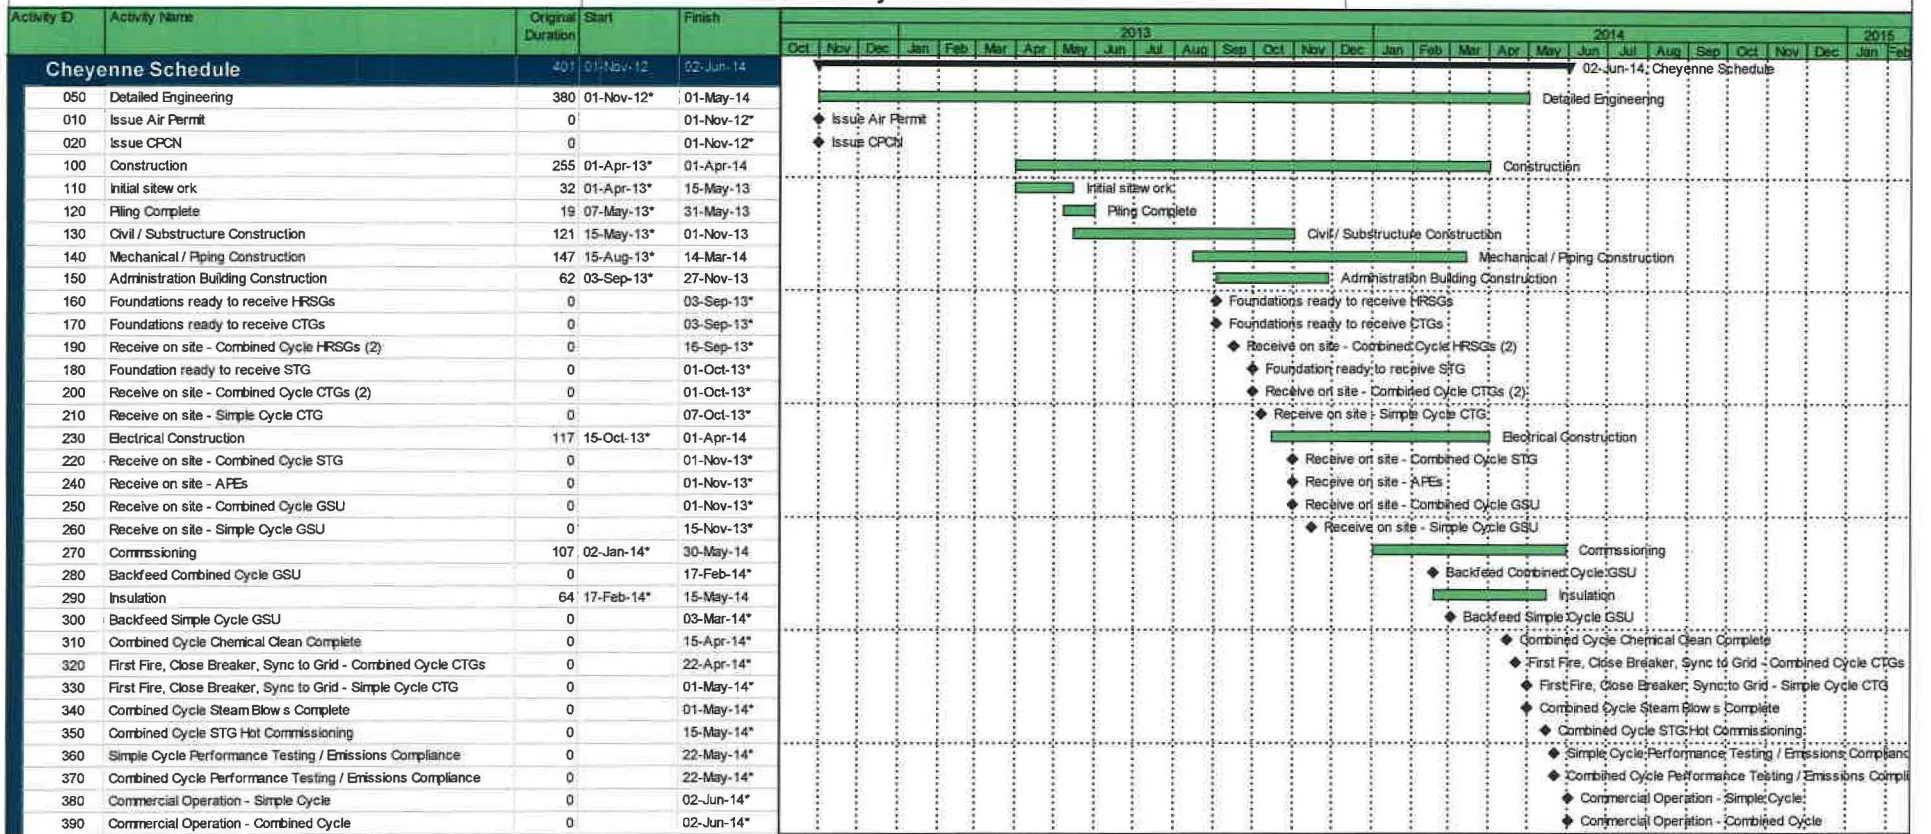 Activity ID Activity Name Original Duration Start Finish
2013 2014 2015
Oct Nov Dec Jan Feb Mar Apr May Jun Jul Aug Sep Oct Nov Dec Jan Feb Mar Apr May Jun Jul Aug Sep Oct Nov Dec Jan Feb
Cheyenne Schedule 401 01-Nov-12 02-Jun-14 02-Jun-14, Cheyenne Schedule
050 Detailed Engineering 380 01-Nov-12* 01-May-14 Detailed Engineering
010 Issue Air Permit 0 01-Nov-12* Issue Air Permit
020 Issue CPCN 0 01-Nov-12* Issue CPCN
100 Construction 255 01-Apr-13* 01-Apr-14 Construction
110 Initial sitew ork 32 01-Apr-13* 15-May-13 Initial sitew ork
120 Piling Complete 19 07-May-13* 31-May-13 Piling Complete
130 Civil / Substructure Construction 121 15-May-13* 01-Nov-13 Civil / Substructure Construction
140 Mechanical / Piping Construction 147 15-Aug-13* 14-Mar-14 Mechanical / Piping Construction
150 Administration Building Construction 62 03-Sep-13* 27-Nov-13 Administration Building Construction
160 Foundations ready to receive HRSGs 0 03-Sep-13* Foundations ready to receive HRSGs
170 Foundations ready to receive CTGs 0 03-Sep-13* Foundations ready to receive CTGs
190 Receive on site - Combined Cycle HRSGs (2) 0 16-Sep-13* Receive on site - Combined Cycle HRSGs (2)
180 Foundation ready to receive STG 0 01-Oct-13* Foundation ready to receive STG
200 Receive on site - Combined Cycle CTGs (2) 0 01-Oct-13* Receive on site - Combined Cycle CTGs (2)
210 Receive on site - Simple Cycle CTG 0 07-Oct-13* Receive on site - Simple Cycle CTG
230 Electrical Construction 117 15-Oct-13* 01-Apr-14 Electrical Construction
220 Receive on site - Combined Cycle STG 0 01-Nov-13* Receive on site - Combined Cycle STG
240 Receive on site - APEs 0 01-Nov-13* Receive on site - APEs
250 Receive on site - Combined Cycle GSU 0 01-Nov-13* Receive on site - Combined Cycle GSU
260 Receive on site - Simple Cycle GSU 0 15-Nov-13* Receive on site - Simple Cycle GSU
270 Commssioning 107 02-Jan-14* 30-May-14 Commssioning
280 Backfeed Combined Cycle GSU 0 17-Feb-14* Backfeed Combined Cycle GSU
290 Insulation 64 17-Feb-14* 15-May-14 Insulation
300 Backfeed Simple Cycle GSU 0 03-Mar-14* Backfeed Simple Cycle GSU
310 Combined Cycle Chemical Clean Complete 0 15-Apr-14* Combined Cycle Chemical Clean Complete
320 First Fire, Close Breaker, Sync to Grid - Combined Cycle CTGs 0 22-Apr-14* First Fire, Close Breaker, Sync to Grid - Combined Cycle CTGs
330 First Fire, Close Breaker, Sync to Grid - Simple Cycle CTG 0 01-May-14* First Fire, Close Breaker, Sync to Grid - Simple Cycle CTG
340 Combined Cycle Steam Blow s Complete 0 01-May-14* Combined Cycle Steam Blow s Complete
350 Combined Cycle STG Hot Commissioning 0 15-May-14* Combined Cycle STG Hot Commissioning
360 Simple Cycle Performance Testing / Emissions Compliance 0 22-May-14* Simple Cycle Performance Testing / Emissions Complianc
370 Combined Cycle Performance Testing / Emissions Compliance 0 22-May-14* Combined Cycle Performance Testing / Emissions Compli
380 Commercial Operation - Simple Cycle 0 02-Jun-14* Commercial Operation - Simple Cycle
390 Commercial Operation - Combined Cycle 0 02-Jun-14* Commercial Operation - Combined Cycle